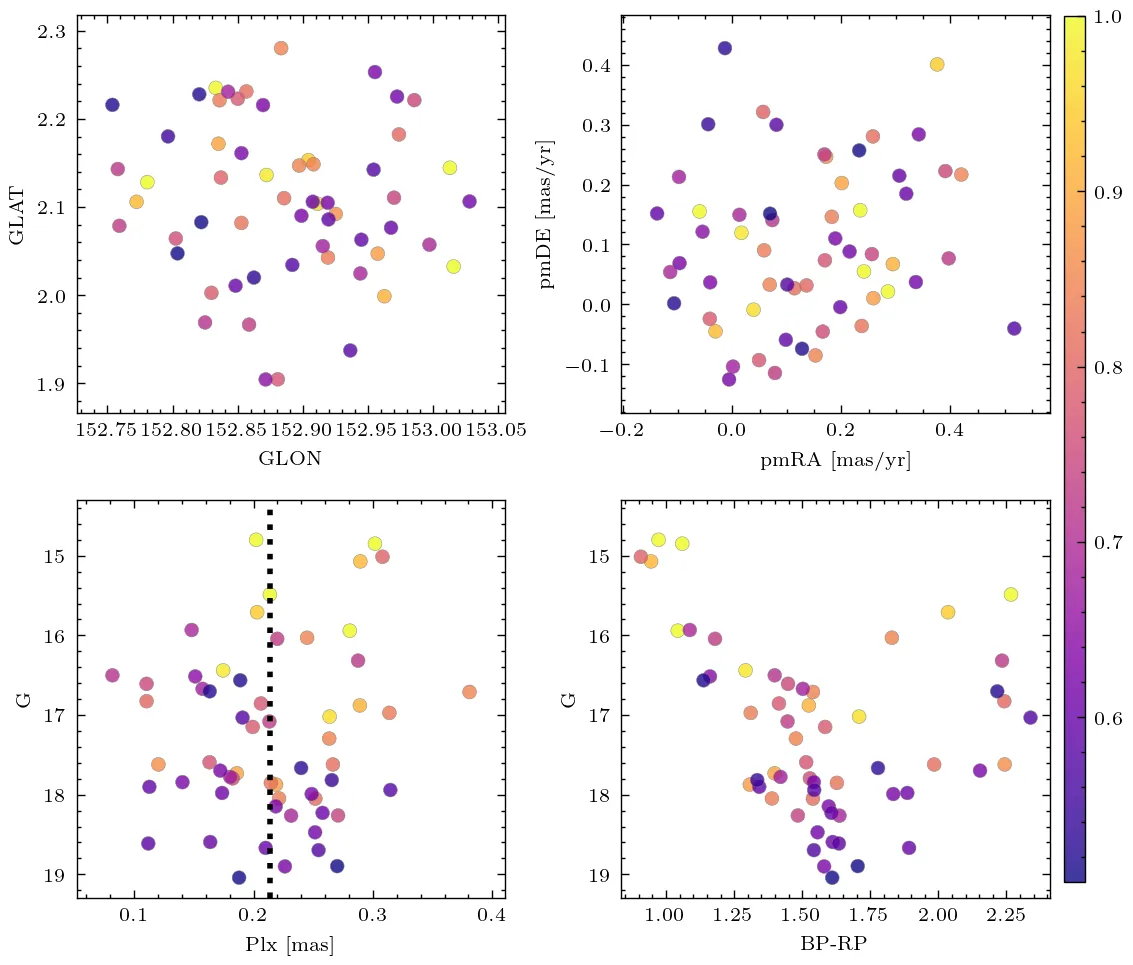 2.3
2.2
2.1
2.0
1.9
GLAT
152.75 152.80 152.85 152.90 152.95 153.00 153.05
GLON
0.4
0.3
0.2
0.1
0.0
−0.1
pmDE [mas/yr]
−0.2 0.0 0.2 0.4
pmRA [mas/yr]
1.0
0.9
0.8
0.7
0.6
15
16
17
18
19
G
0.1 0.2 0.3 0.4
Plx [mas]
15
16
17
18
19
G
1.00 1.25 1.50 1.75 2.00 2.25
BP-RP